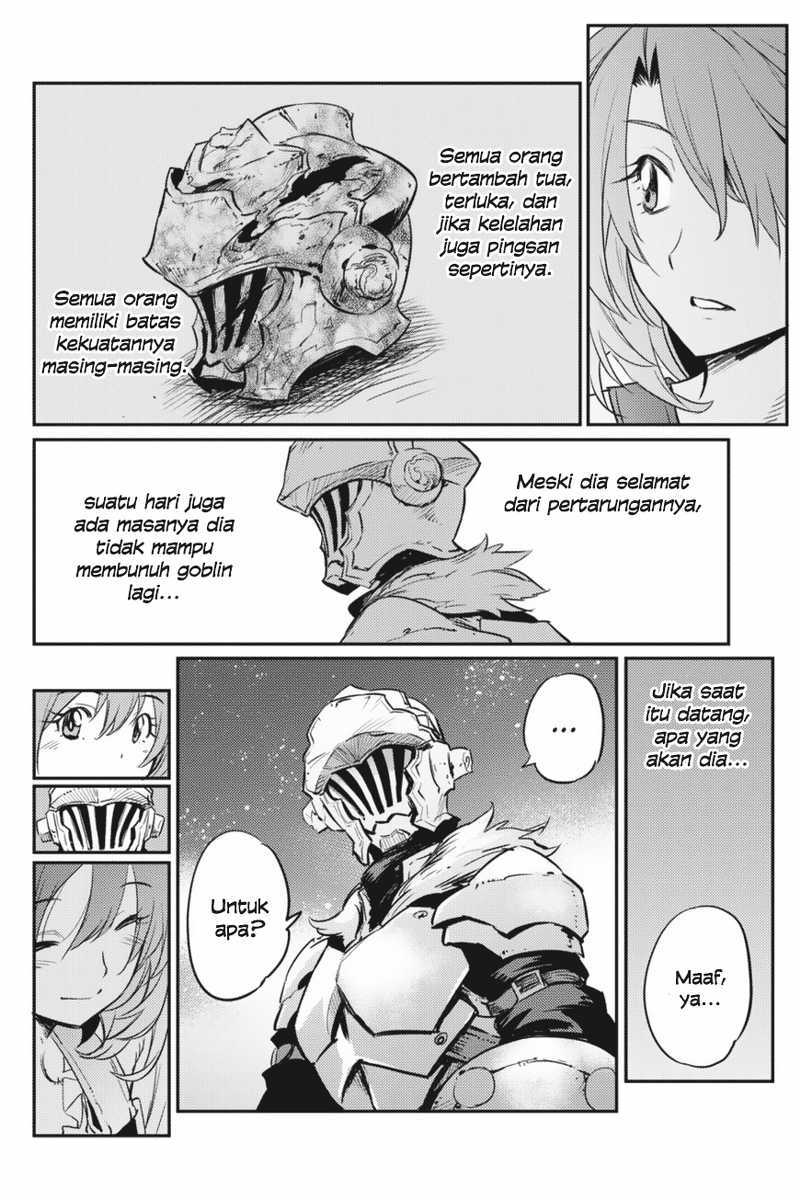 Semua orang
bertambah tua,
terluka, dan
jika kelelahan
juga pingsan
sepertinya.
Semua orang
memiliki batas
kekuatannya
masing-masing.
Meski dia selamat
dari pertarungannya,
suatu hari juga
ada masanya dia
tidak mampu
membunuh goblin
lagi...
Jika saat
itu datang,
apa yang
akan dia...
Maaf,
ya...
...
Untuk
apa?